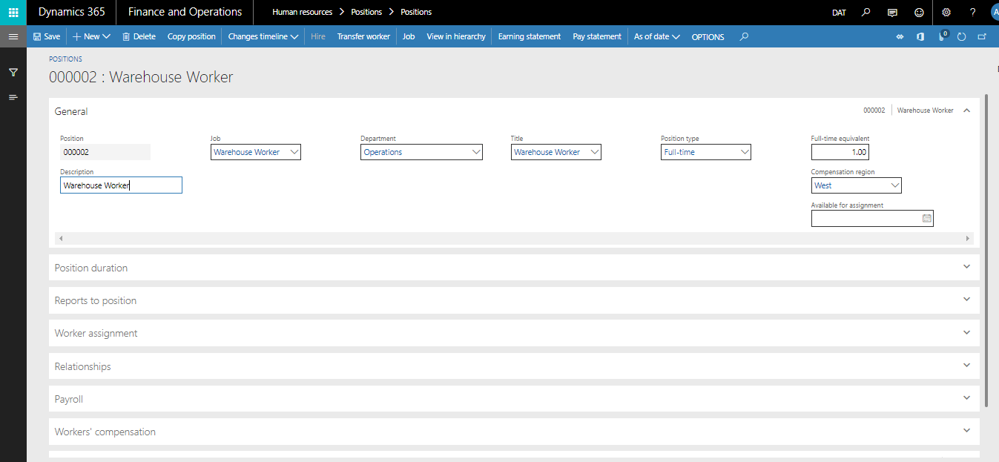 Dynamics 365 Finance and Operations Human resources > Positions > Positions DAT ? A
Save + New Delete Copy position Changes timeline Hire Transfer worker Job View in hierarchy Earning statement Pay statement As of date OPTIONS 0
POSITIONS
000002 : Warehouse Worker
General 000002 Warehouse Worker
Position Job Department Title Position type Full-time equivalent
000002 Warehouse Worker Operations Warehouse Worker Full-time 1.00
Description Compensation region
Warehouse Worker West
Available for assignment
Position duration
Reports to position
Worker assignment
Relationships
Payroll
Workers' compensation